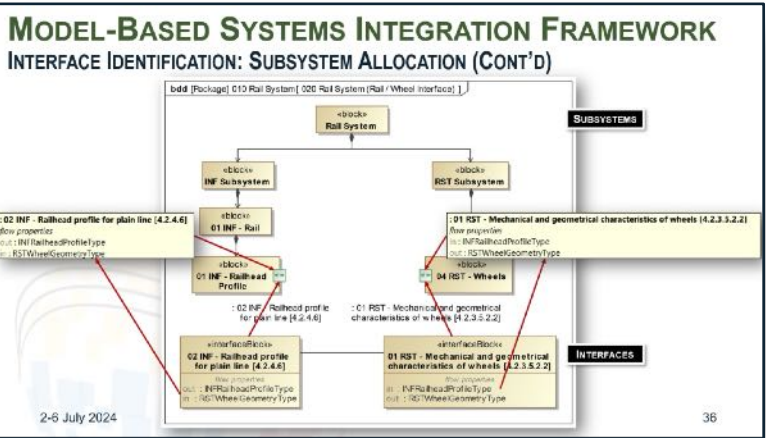 MODEL-BASED SYSTEMS INTEGRATION FRAMEWORK
INTERFACE IDENTIFICATION: SUBSYSTEM ALLOCATION (CONT'D)
bdd [Package] 010 Rail System[ 020 Rail System (Rail / Wheel Interface) ]
SUBSYSTEMS
«block»
Rail System
«block»
INF Subsystem
«block»
RST Subsystem
: 02 INF - Railhead profile for plain line [4.2.4.6]
flow properties
out : INFRailheadProfileType
in : RSTWheelGeometryType
: 01 RST - Mechanical and geometrical characteristics of wheels [4.2.3.5.2.2]
flow properties
in : INFRailheadProfileType
out : RSTWheelGeometryType
«block»
01 INF - Rail
«block»
01 INF - Railhead
Profile
«block»
04 RST - Wheels
: 02 INF - Railhead profile
for plain line [4.2.4.6]
: 01 RST - Mechanical and geometrical
characteristics of wheels [4.2.3.5.2.2]
«interfaceBlock»
02 INF - Railhead profile
for plain line [4.2.4.6]
flow properties
out : INFRailheadProfileType
in : RSTWheelGeometryType
«interfaceBlock»
01 RST - Mechanical and geometrical
characteristics of wheels [4.2.3.5.2.2]
flow properties
in : INFRailheadProfileType
out : RSTWheelGeometryType
INTERFACES
2-6 July 2024
36